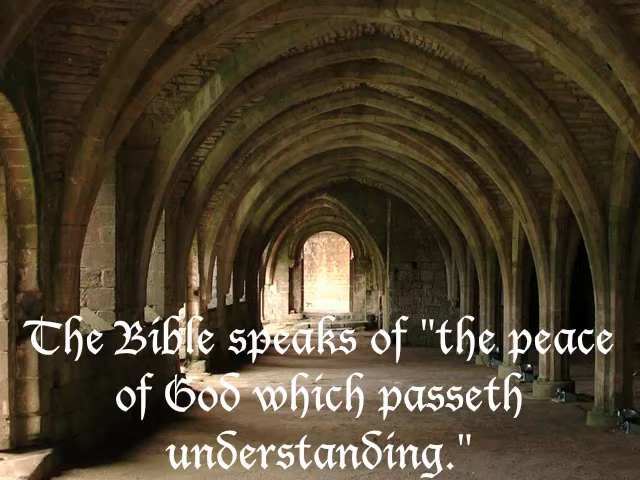 The Bible speaks of "the peace
of God which passeth
understanding."